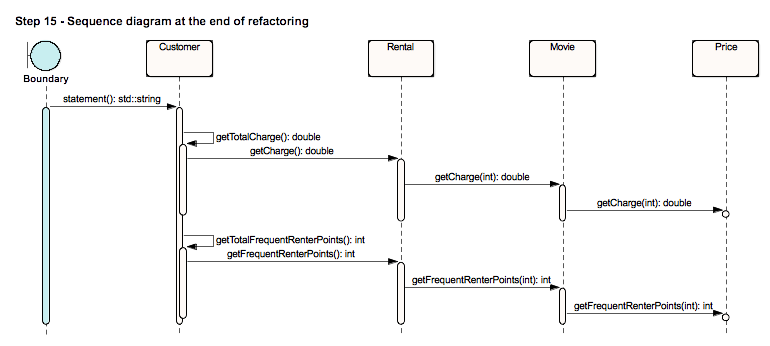 Step 15 - Sequence diagram at the end of refactoring
Customer
Rental
Movie
Price
Boundary
statement(): std::string
getTotalCharge(): double
getCharge(): double
getCharge(int): double
getCharge(int): double
getTotalFrequentRenterPoints(): int
getFrequentRenterPoints(): int
getFrequentRenterPoints(int): int
getFrequentRenterPoints(int): int